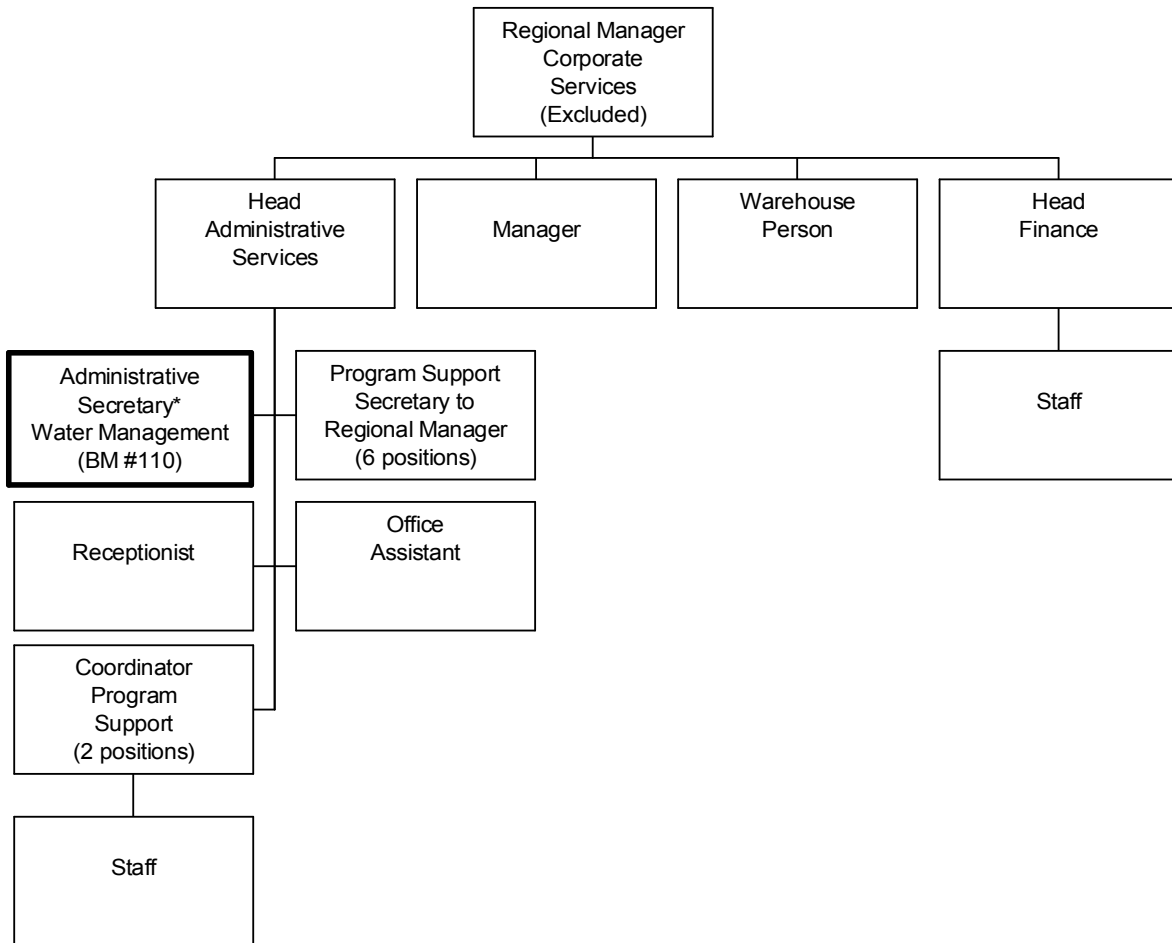 Regional Manager
Corporate
Services
(Excluded)
Head
Administrative
Services
Manager
Warehouse
Person
Head
Finance
Administrative
Secretary*
Water Management
(BM #110)
Program Support
Secretary to
Regional Manager
(6 positions)
Staff
Receptionist
Office
Assistant
Coordinator
Program
Support
(2 positions)
Staff